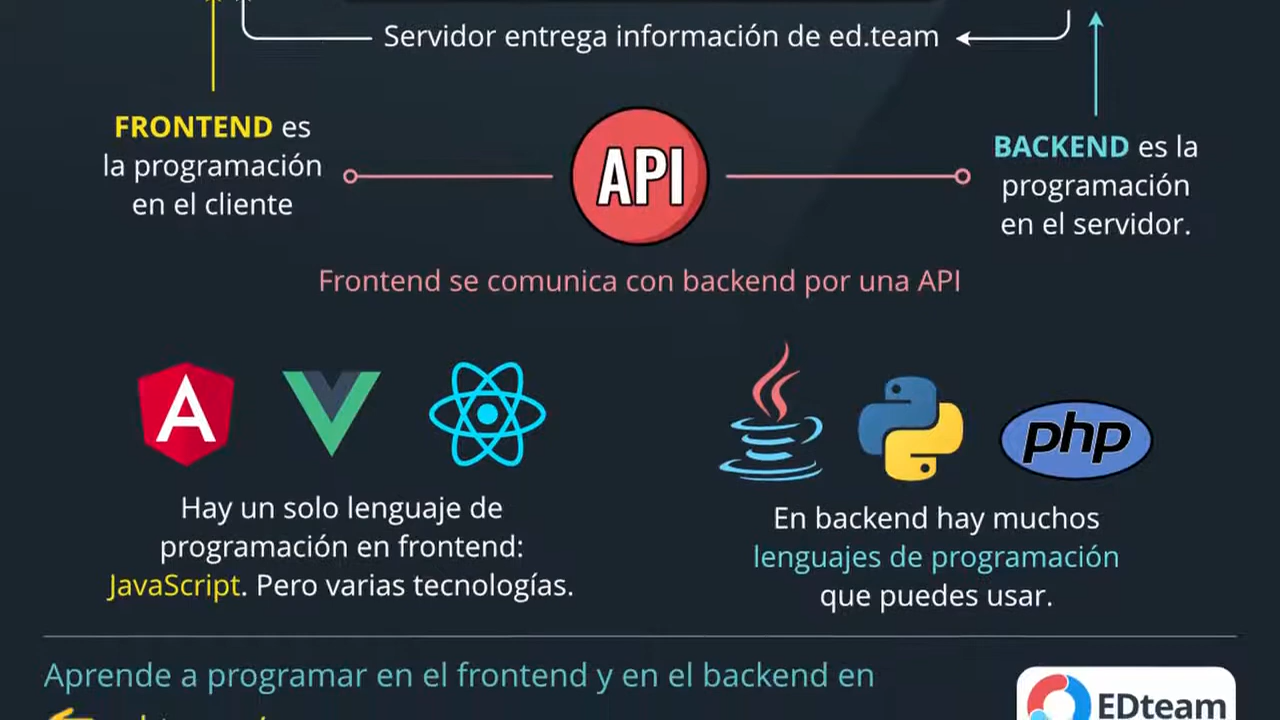 Servidor entrega información de ed.team
FRONTEND es
la programación
en el cliente
API
BACKEND es la
programación
en el servidor.
Frontend se comunica con backend por una API
A
php
Hay un solo lenguaje de
programación en frontend:
JavaScript. Pero varias tecnologías.
En backend hay muchos
lenguajes de programación
que puedes usar.
Aprende a programar en el frontend y en el backend en
EDteam